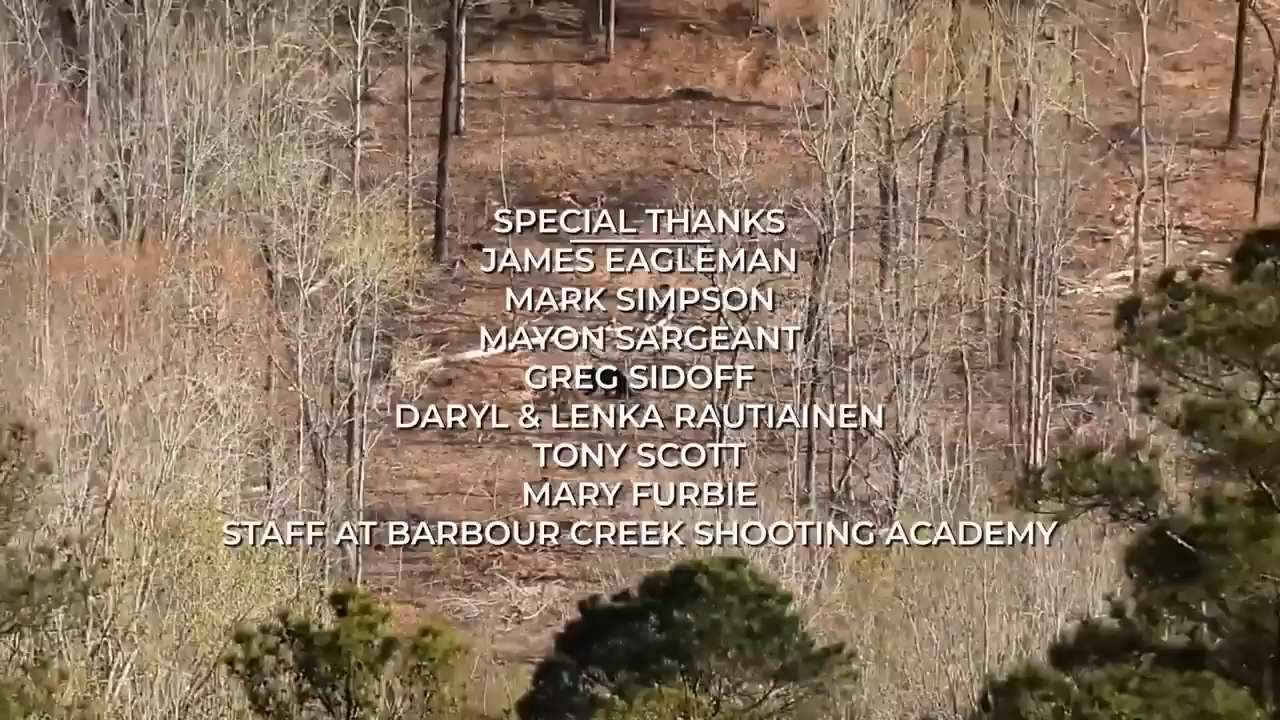 SPECIAL THANKS
JAMES EAGLEMAN
MARK SIMPSON
MAYON SARGEANT
GREG SIDOFF
DARYL & LENKA RAUTIAINEN
TONY SCOTT
MARY FURBIE
STAFF AT BARBOUR CREEK SHOOTING ACADEMY